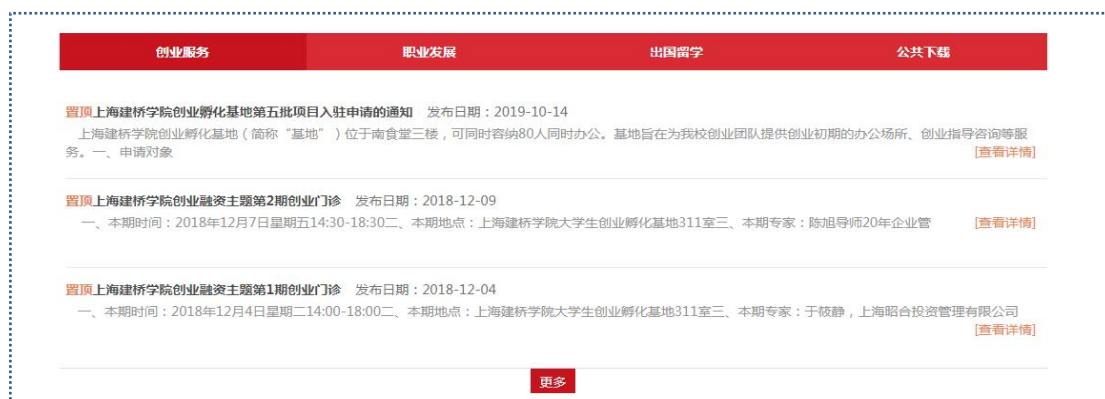 创业服务 职业发展 出国留学 公共下载
置顶上海建桥学院创业孵化基地第五批项目入驻申请的通知 发布日期：2019-10-14
上海建桥学院创业孵化基地（简称“基地”）位于南食堂三楼，可同时容纳80人同时办公。基地旨在为我校创业团队提供创业初期的办公场所、创业指导咨询等服
务。一、申请对象 [查看详情]
置顶上海建桥学院创业融资主题第2期创业门诊 发布日期：2018-12-09
一、本期时间：2018年12月7日星期五14:30-18:30二、本期地点：上海建桥学院大学生创业孵化基地311室三、本期专家：陈旭导师20年企业管 [查看详情]
置顶上海建桥学院创业融资主题第1期创业门诊 发布日期：2018-12-04
一、本期时间：2018年12月4日星期二14:00-18:00二、本期地点：上海建桥学院大学生创业孵化基地311室三、本期专家：于筱静，上海昭合投资管理有限公司
[查看详情]
更多